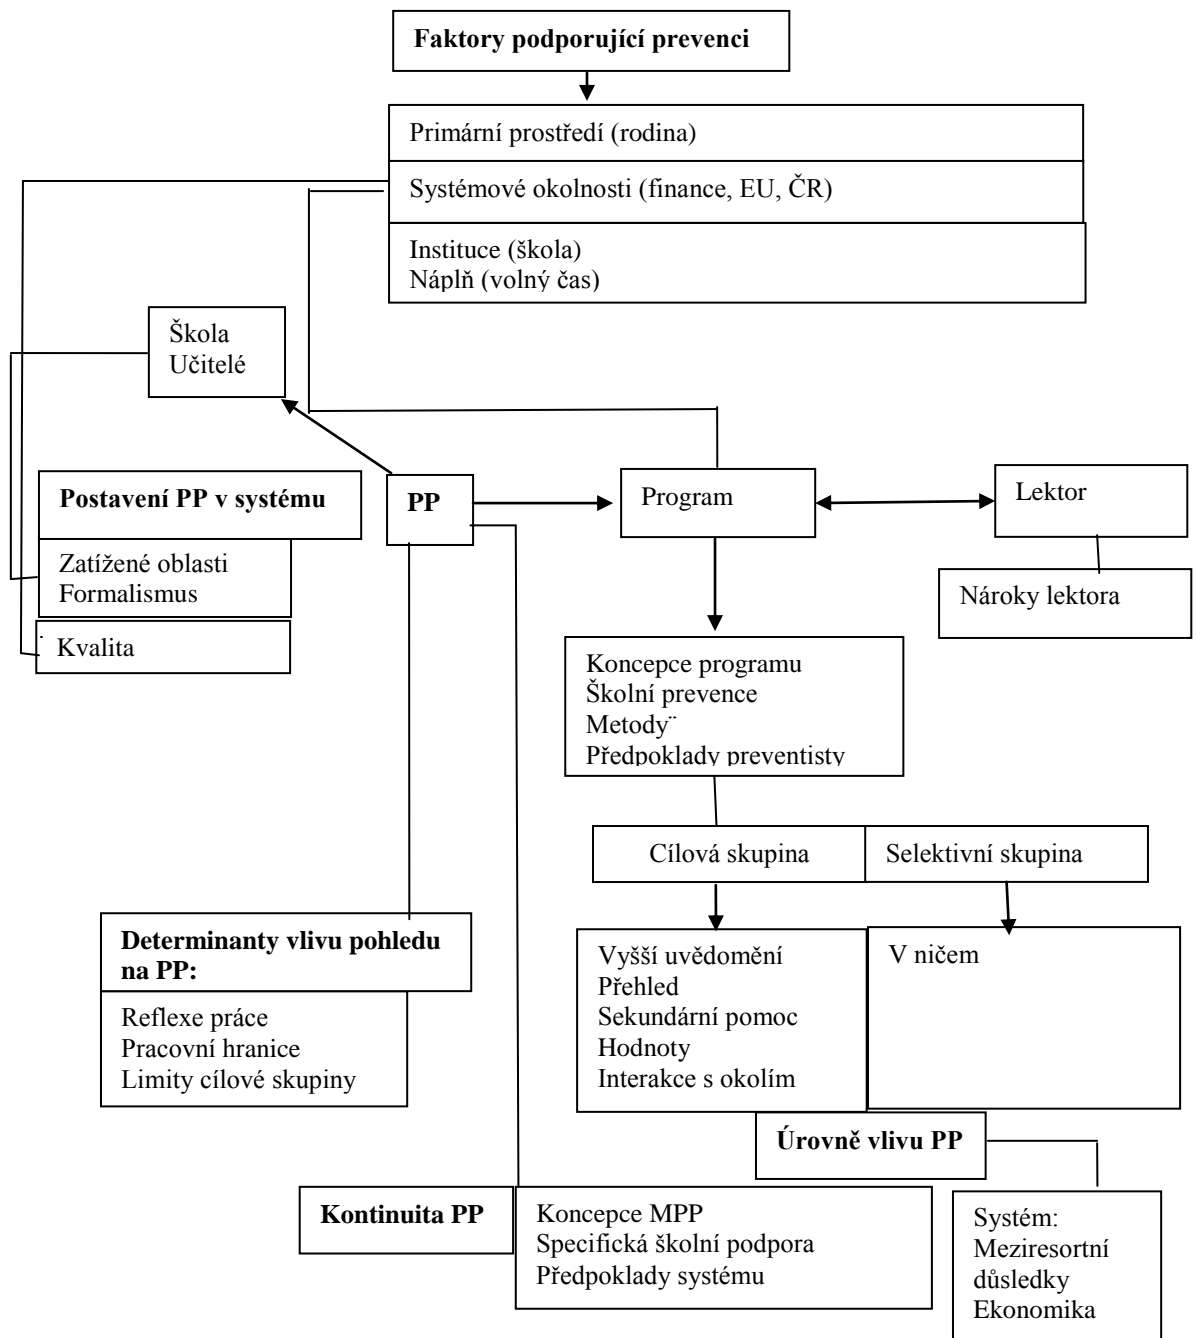 Faktory podporující prevenci
Primární prostředí (rodina)
Systémové okolnosti (finance, EU, ČR)
Instituce (škola)
Náplň (volný čas)
Škola
Učitelé
Postavení PP v systému
PP
Program
Lektor
Zatížené oblasti
Formalismus
Nároky lektora
Kvalita
Koncepce programu
Školní prevence
Metody¨
Předpoklady preventisty
Cílová skupina
Selektivní skupina
Determinanty vlivu pohledu
na PP:
Vyšší uvědomění
Přehled
Sekundární pomoc
Hodnoty
Interakce s okolím
V ničem
Reflexe práce
Pracovní hranice
Limity cílové skupiny
Úrovně vlivu PP
Kontinuita PP
Koncepce MPP
Specifická školní podpora
Předpoklady systému
Systém:
Meziresortní
důsledky
Ekonomika